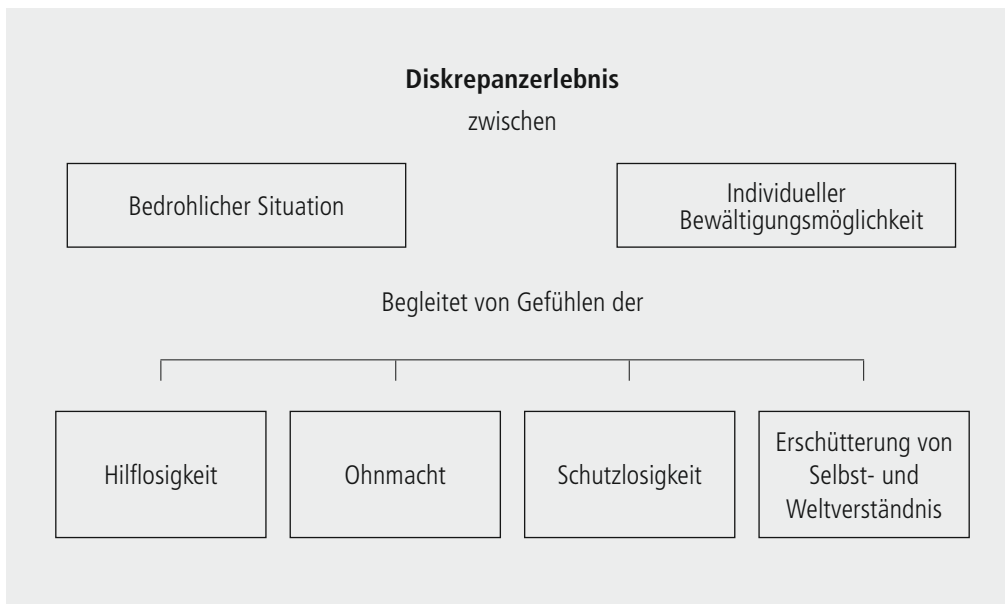 Diskrepanzerlebnis
zwischen
Bedrohlicher Situation
Individueller
Bewältigungsmöglichkeit
Begleitet von Gefühlen der
Hilflosigkeit
Ohnmacht
Schutzlosigkeit
Erschütterung von
Selbst- und
Weltverständnis